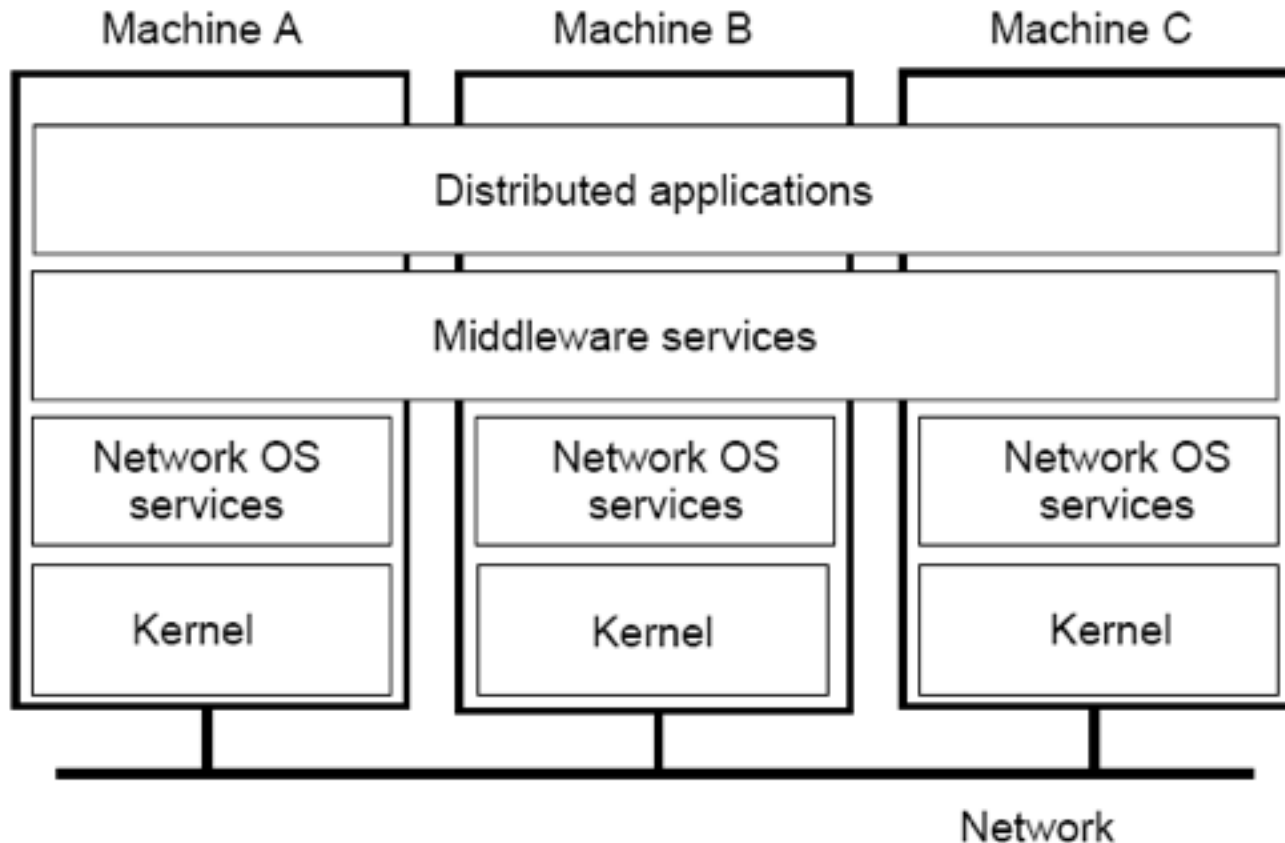 Machine A
Machine B
Machine C
Distributed applications
Middleware services
Network OS
services
Network OS
services
Network OS
services
Kernel
Kernel
Kernel
Network